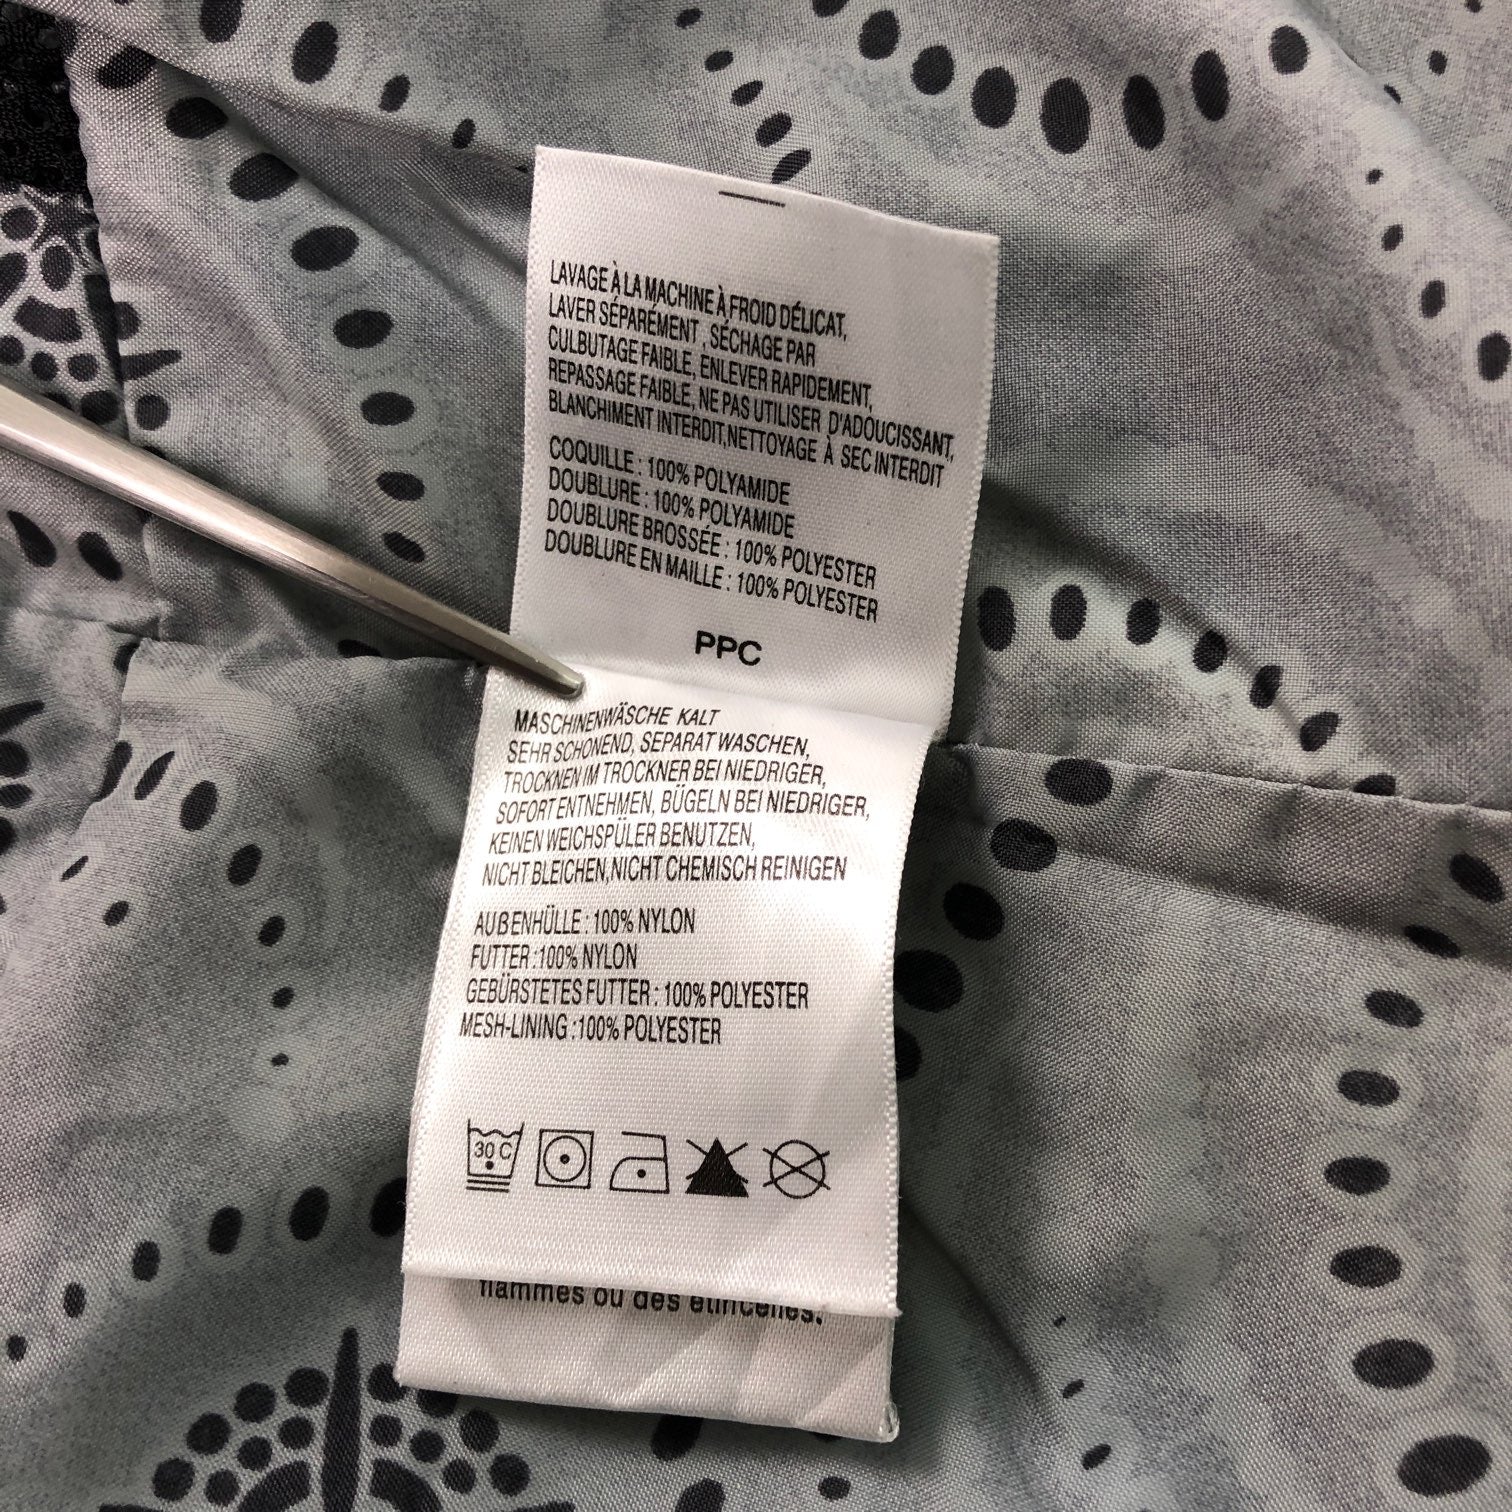 LAVAGE À LA MACHINE À FROID DÉLICAT,
LAVER SÉPARÉMENT , SÉCHAGE PAR
CULBUTAGE FAIBLE, ENLEVER RAPIDEMENT,
REPASSAGE FAIBLE, NE PAS UTILISER D'ADOUCISSANT,
BLANCHIMENT INTERDIT,NETTOYAGE À SEC INTERDIT
COQUILLE : 100% POLYAMIDE
DOUBLURE : 100% POLYAMIDE
DOUBLURE BROSSÉE : 100% POLYESTER
DOUBLURE EN MAILLE : 100% POLYESTER
PPC
MASCHINENWÄSCHE KALT
SEHR SCHONEND, SEPARAT WASCHEN,
TROCKNEN IM TROCKNER BEI NIEDRIGER,
SOFORT ENTNEHMEN, BÜGELN BEI NIEDRIGER,
KEINEN WEICHSPÜLER BENUTZEN,
NICHT BLEICHEN,NICHT CHEMISCH REINIGEN
AUBENHÜLLE : 100% NYLON
FUTTER :100% NYLON
GEBÜRSTETES FUTTER : 100% POLYESTER
MESH-LINING :100% POLYESTER
30 C
flammes ou des étincelles.